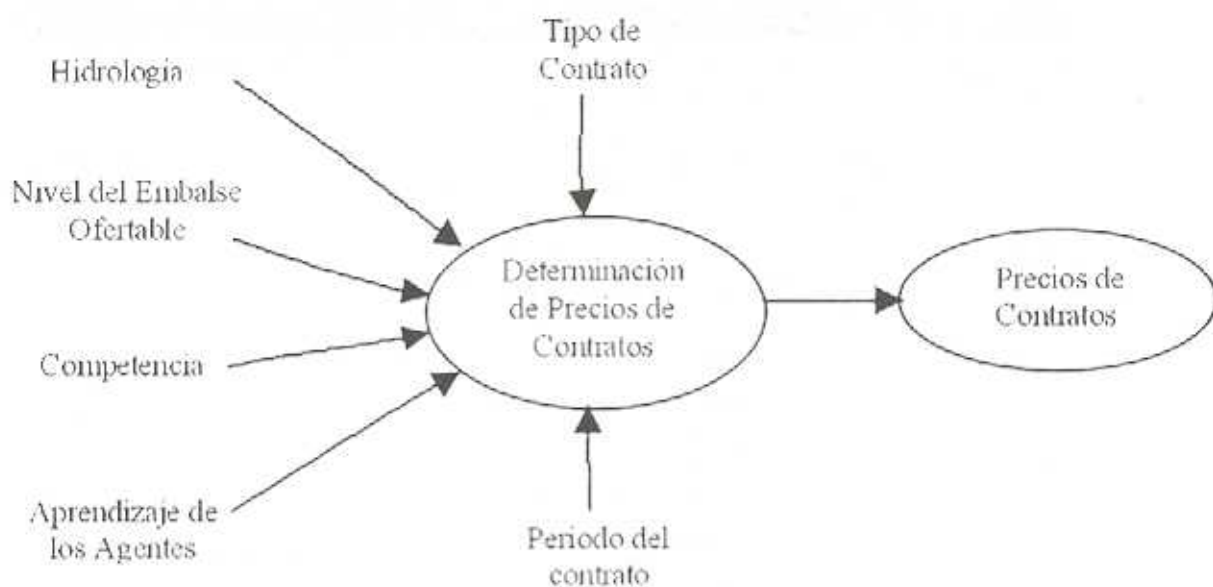 Tipo de
Contrato
Hidrologia
Nivel del Embalse
Ofertable
Determinación
de Precios de
Contratos
Precios de
Contratos
Competencia
Aprendizaje de
los Agentes
Periodo del
contrato